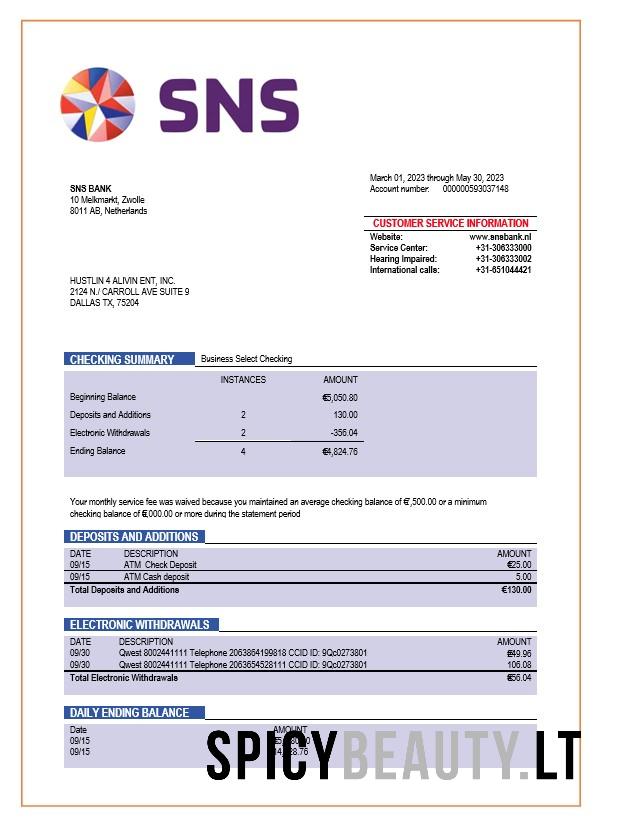 SNS
March 01, 2023 through May 30, 2023
Account number: 000000593037148
SNS BANK
10 Melkmarkt, Zwolle
8011 AB, Netherlands
CUSTOMER SERVICE INFORMATION
Website: www.snsbank.nl
Service Center: +31-306333000
Hearing Impaired: +31-306333002
International calls: +31-651044421
HUSTLIN 4 ALIVIN ENT, INC.
2124 N./ CARROLL AVE SUITE 9
DALLAS TX, 75204
CHECKING SUMMARY Business Select Checking
INSTANCES AMOUNT
Beginning Balance €5,050.80
Deposits and Additions 2 130.00
Electronic Withdrawals 2 -356.04
Ending Balance 4 €4,824.76
Your monthly service fee was waived because you maintained an average checking balance of €7,500.00 or a minimum
checking balance of €,000.00 or more during the statement period
DEPOSITS AND ADDITIONS
DATE DESCRIPTION AMOUNT
09/15 ATM Check Deposit €25.00
09/15 ATM Cash deposit 5.00
Total Deposits and Additions €130.00
ELECTRONIC WITHDRAWALS
DATE DESCRIPTION AMOUNT
09/30 Qwest 8002441111 Telephone 2063864199818 CCID ID: 9Qc0273801 €49.96
09/30 Qwest 8002441111 Telephone 2063654528111 CCID ID: 9Qc0273801 106.08
Total Electronic Withdrawals €56.04
DAILY ENDING BALANCE
Date AMOUNT
09/15
09/15
SPICYBEAUTY.LT